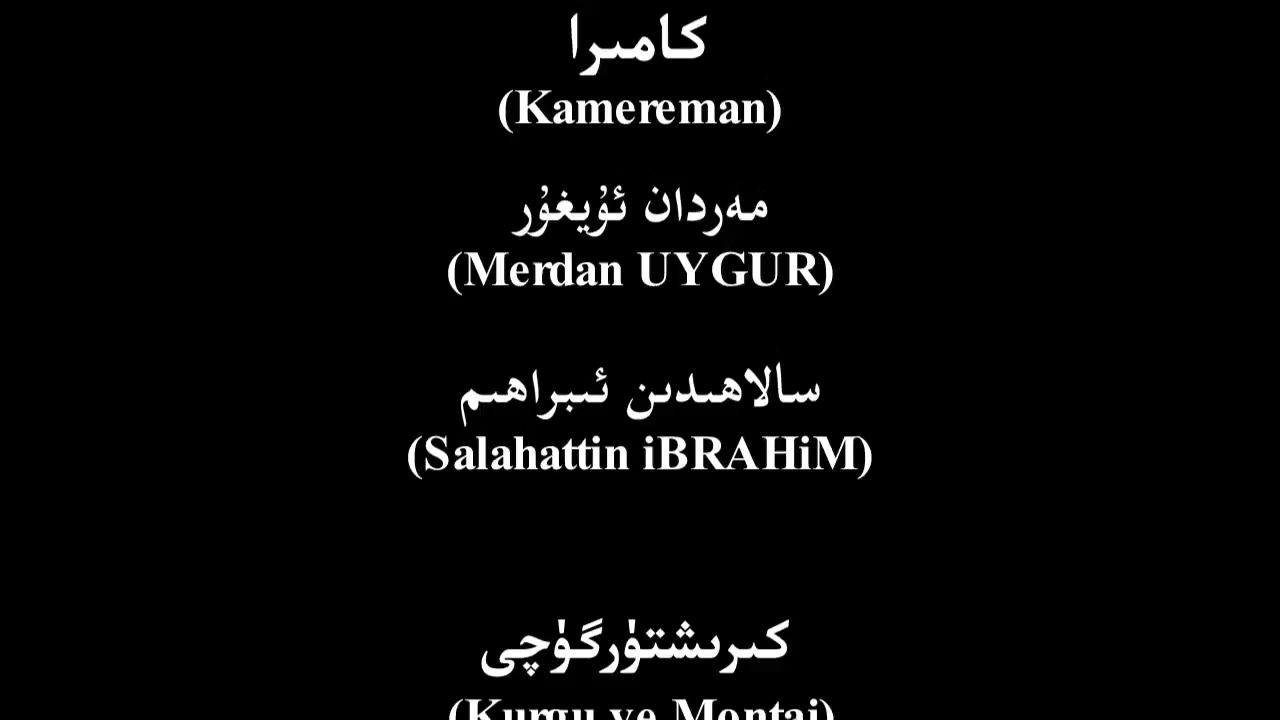 كامىرا
(Kamereman)
مەردان ئۇيغۇر
(Merdan UYGUR)
سالاھىدىن ئىبراھىم
(Salahattin iBRAHiM)
كىرىشتۈرگۈچى
(Kurgu ve Montaj)